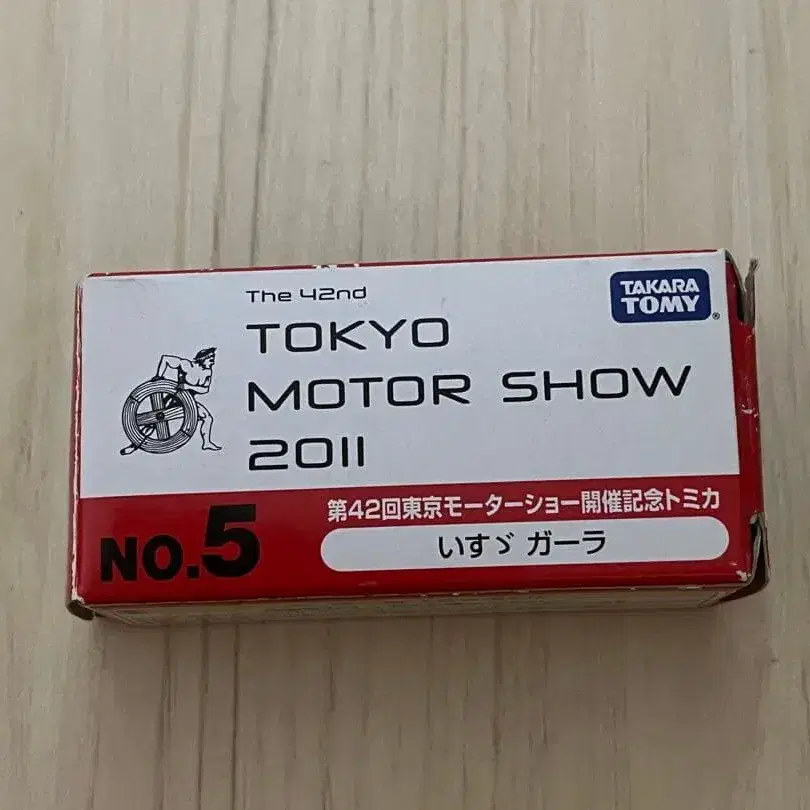 The 42nd
TOKYO
MOTOR SHOW
2011
TAKARA
TOMY
®
第42回東京モーターショー開催記念トミカ
NO.5
いすゞ ガーラ